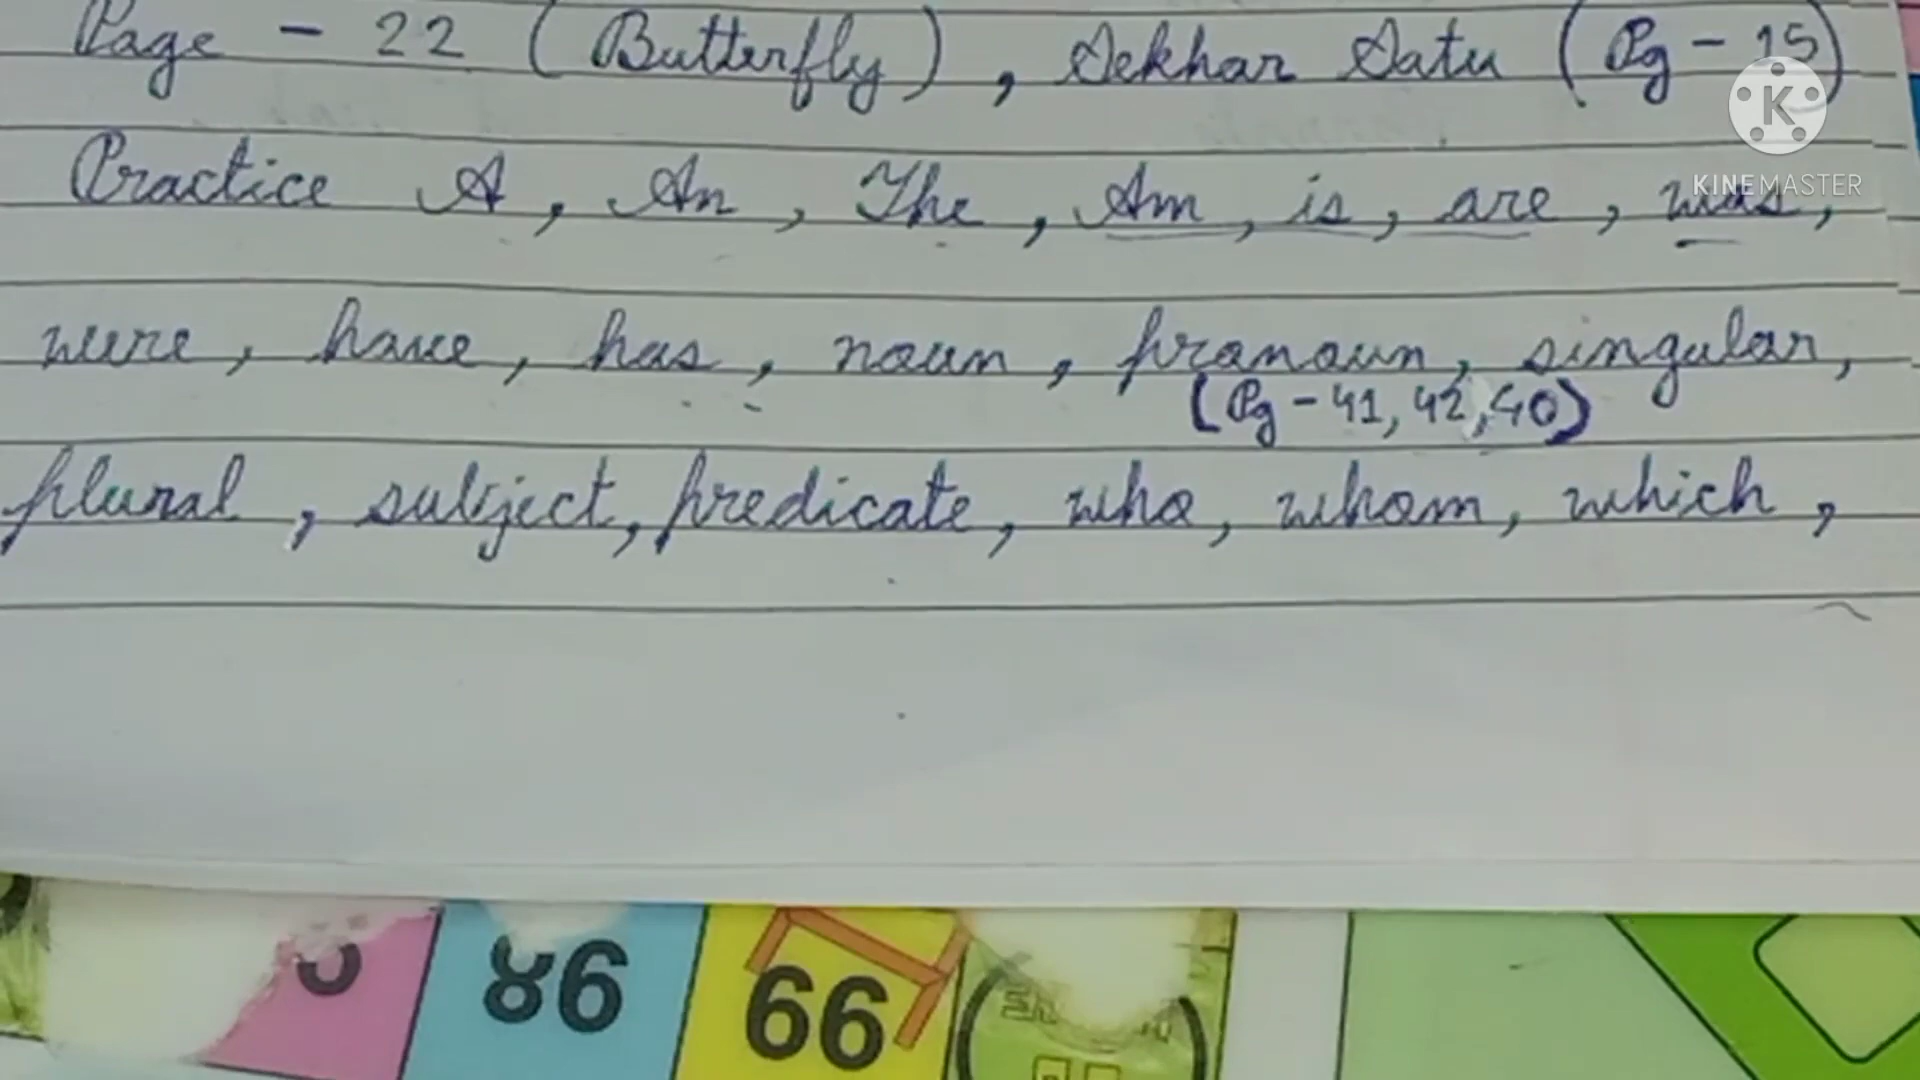 Page - 22 (Butterfly), Sekhar Satu (Pg - 15)
K
KINEMASTER
Practice A, An, The, Am, is, are, was,
were, have, has, noun, pronoun, singular,
(Pg - 41, 42, 40)
plural, subject, predicate, who, whom, which,
86
66